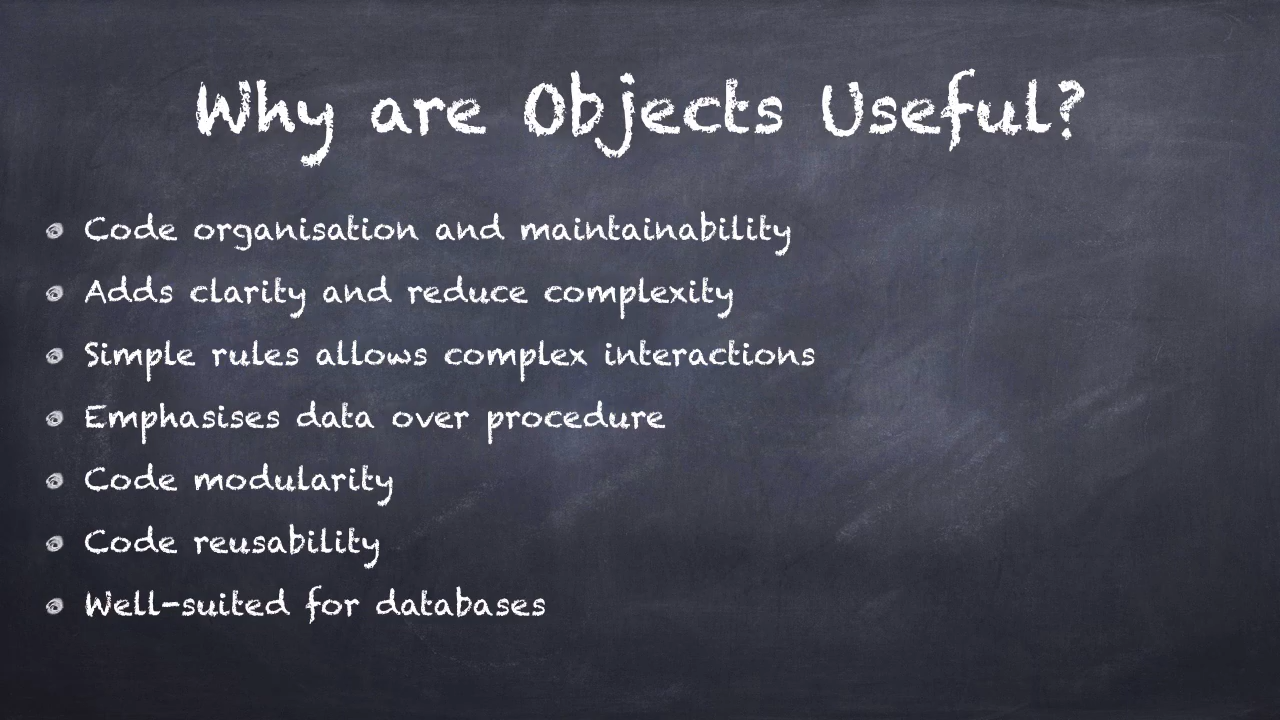 Why are Objects Useful?
Code organisation and maintainability
Adds clarity and reduce complexity
Simple rules allows complex interactions
Emphasises data over procedure
Code modularity
Code reusability
Well-suited for databases